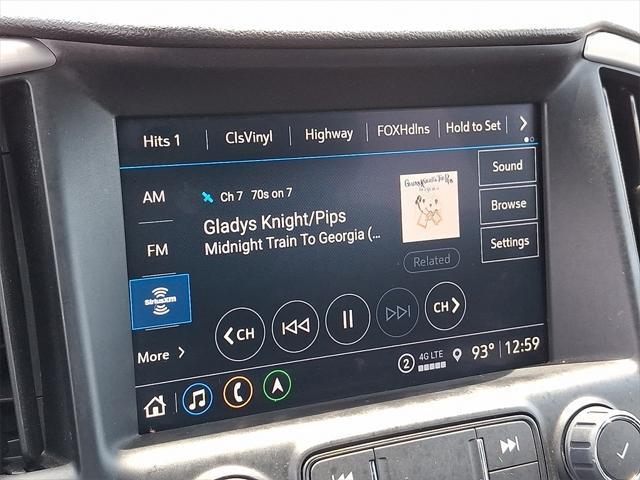 Hits 1 ClsVinyl Highway FOXHdlns Hold to Set
AM
Ch 7 70s on 7
Sound
Gladys Knight/Pips
Browse
Midnight Train To Georgia (...
FM
Settings
Related
SiriusXM
CH CH
More
2 4G LTE 93° 12:59